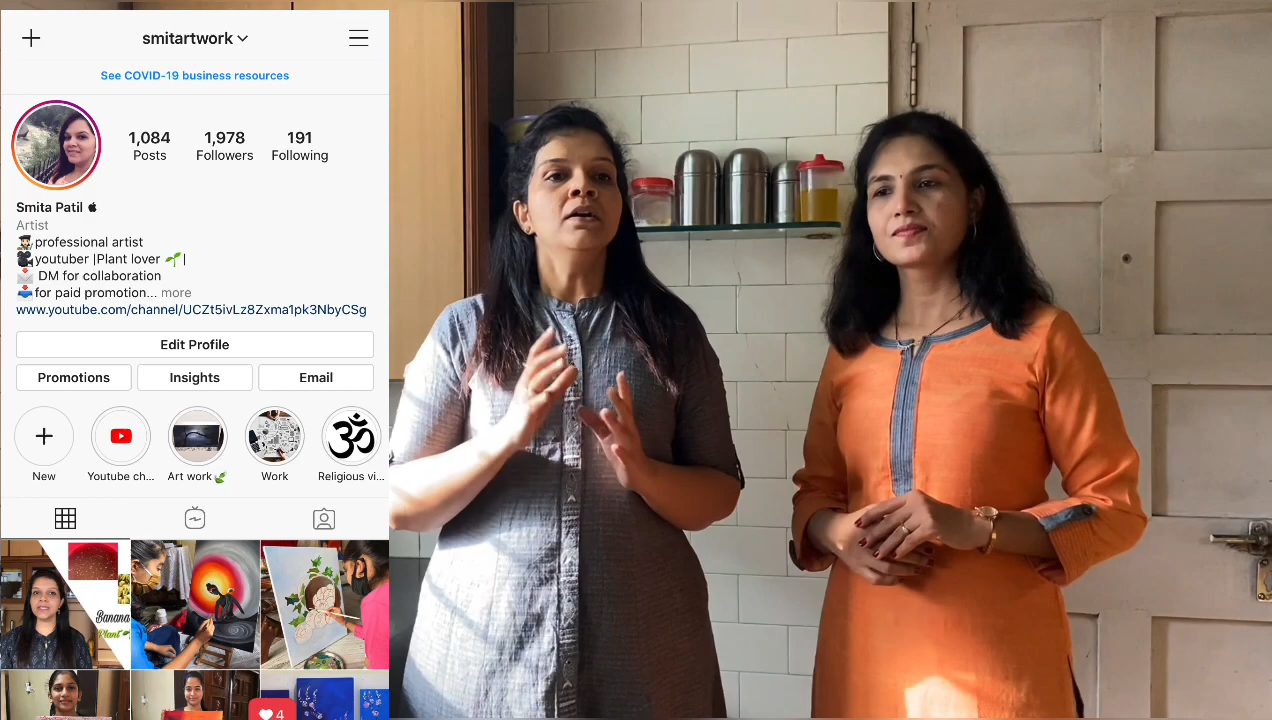 smitartwork
See COVID-19 business resources
1,084 1,978 191
Posts Followers Following
Smita Patil
Artist
professional artist
youtuber |Plant lover 🌱|
DM for collaboration
for paid promotion... more
www.youtube.com/channel/UCZt5ivLz8Zxma1pk3NbyCSg
Edit Profile
Promotions Insights Email
ॐ
New Youtube ch... Art work🍃 Work Religious vi...
Banana
Plant
4